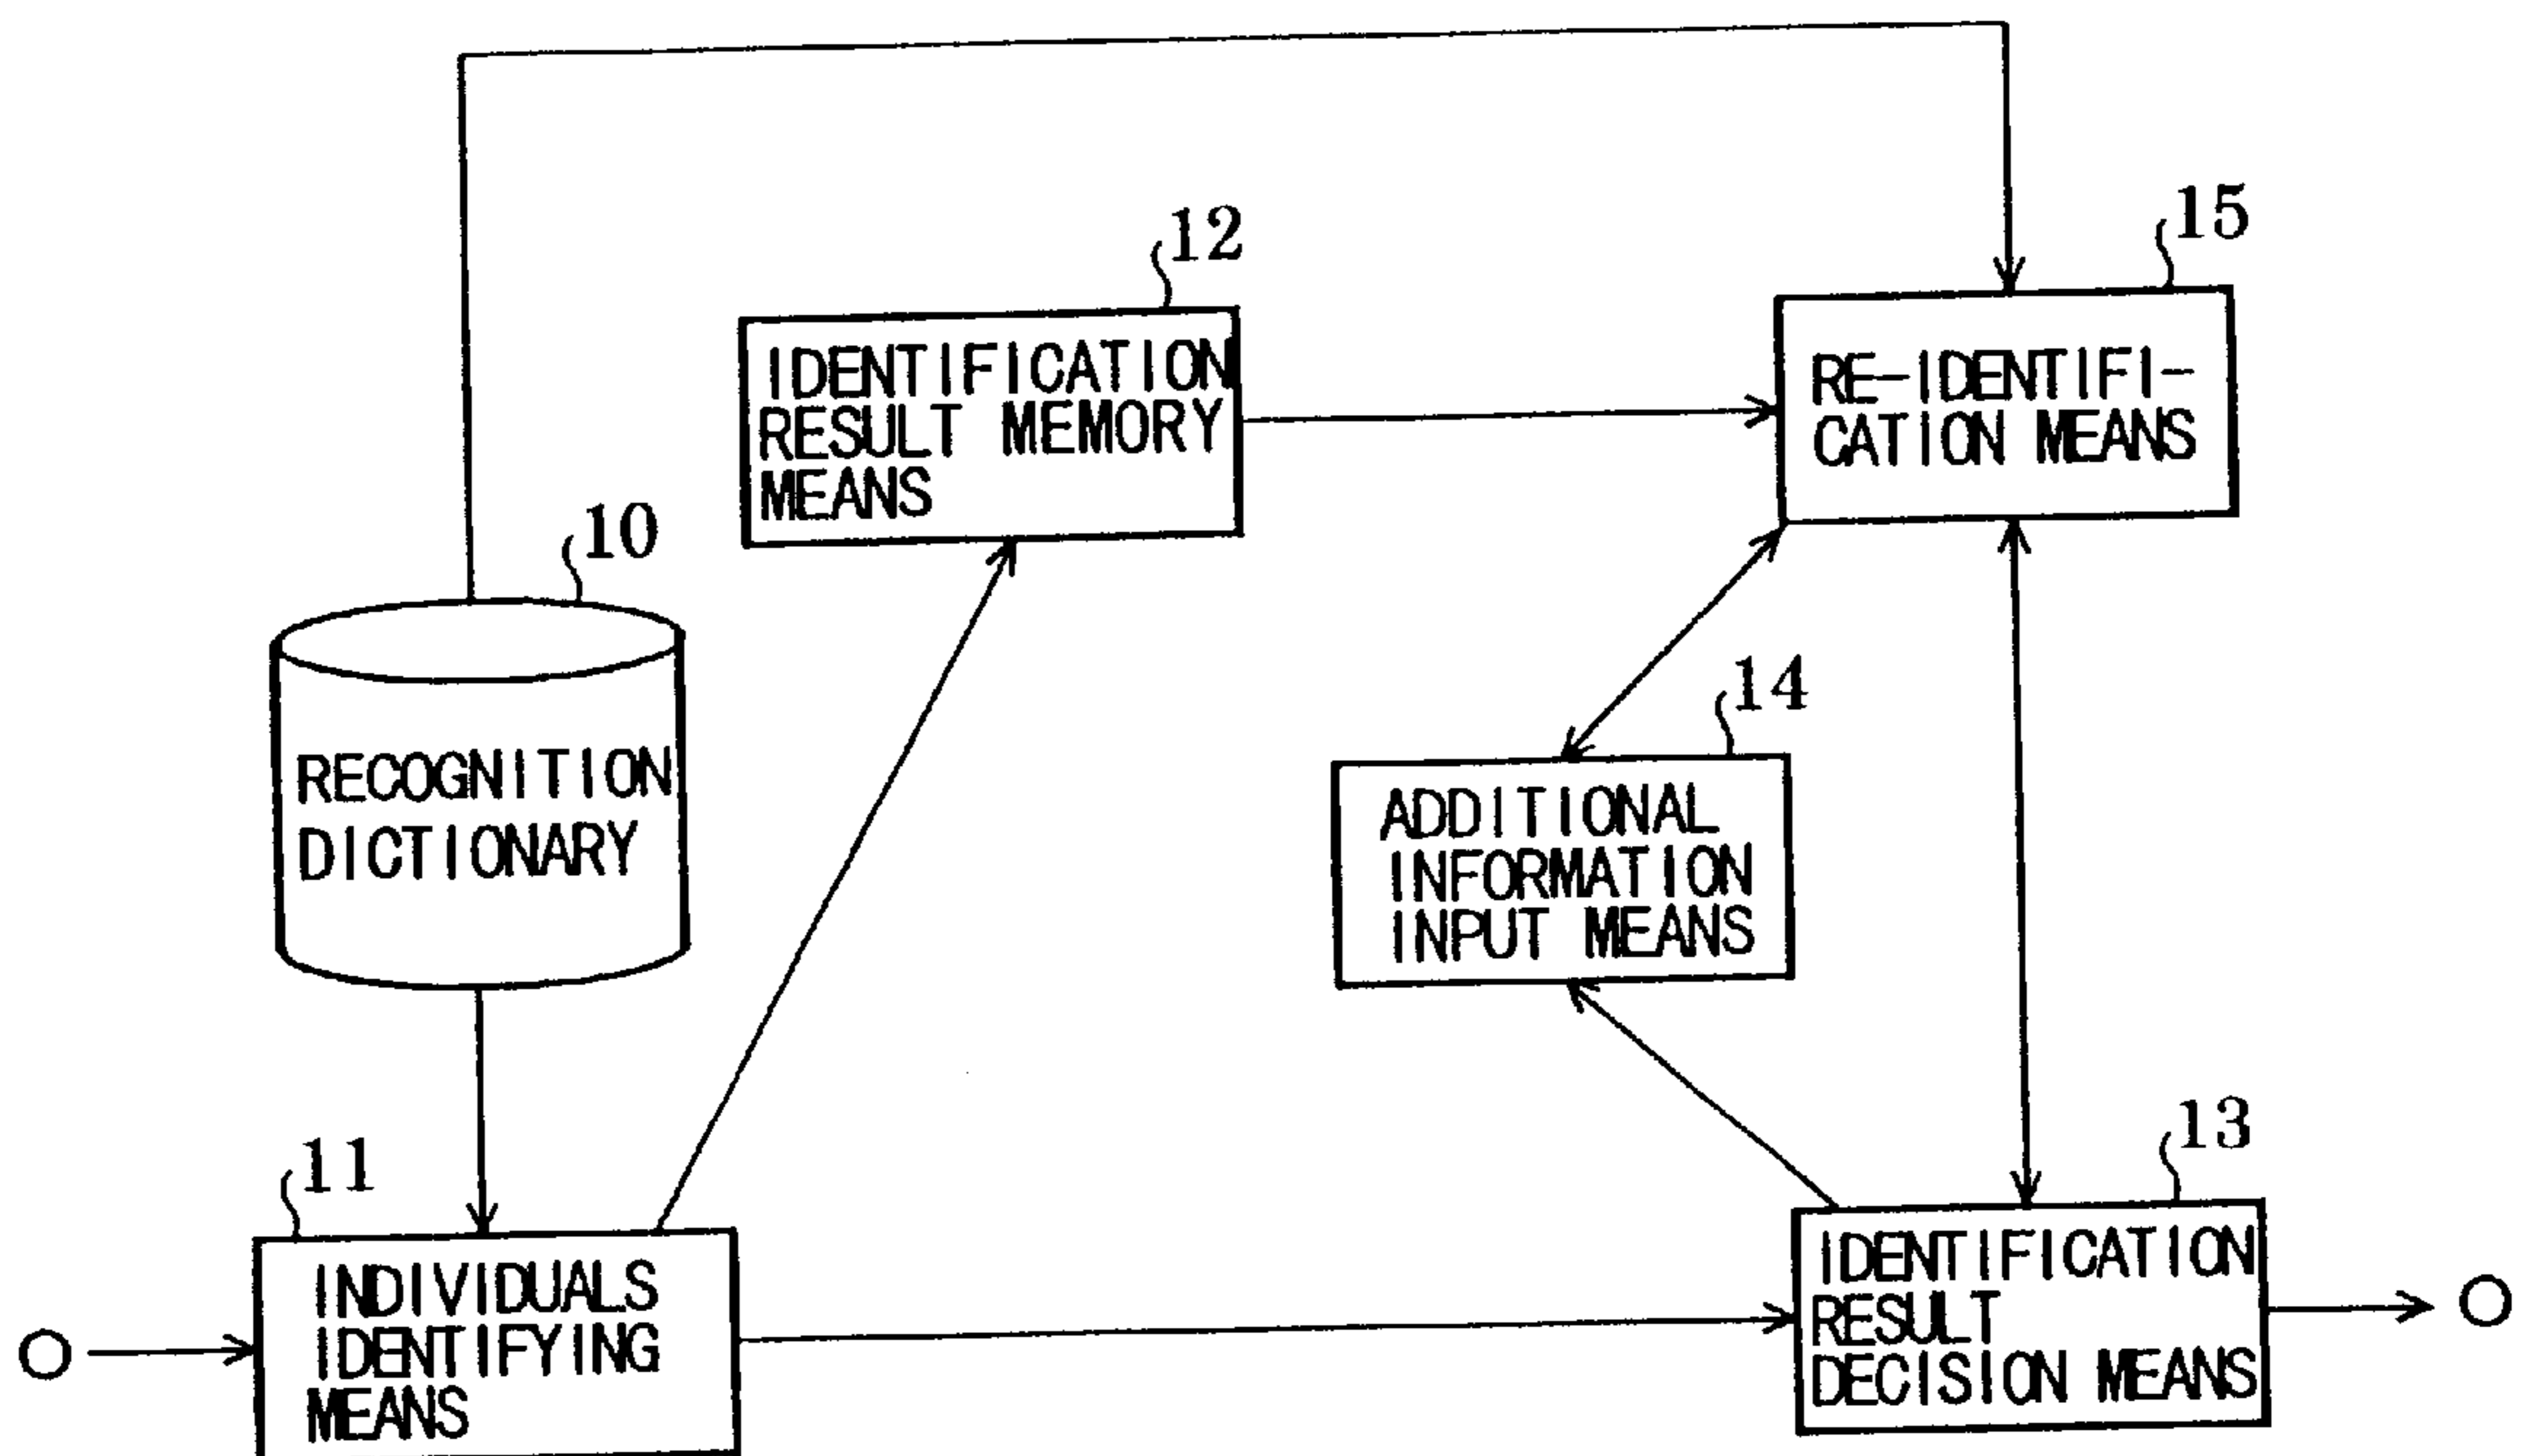 15
12
IDENTIFICATION
RESULT MEMORY
MEANS
RE-IDENTIFI-
CATION MEANS
10
RECOGNITION
DICTIONARY
14
ADDITIONAL
INFORMATION
INPUT MEANS
11
INDIVIDUALS
IDENTIFYING
MEANS
13
IDENTIFICATION
RESULT
DECISION MEANS